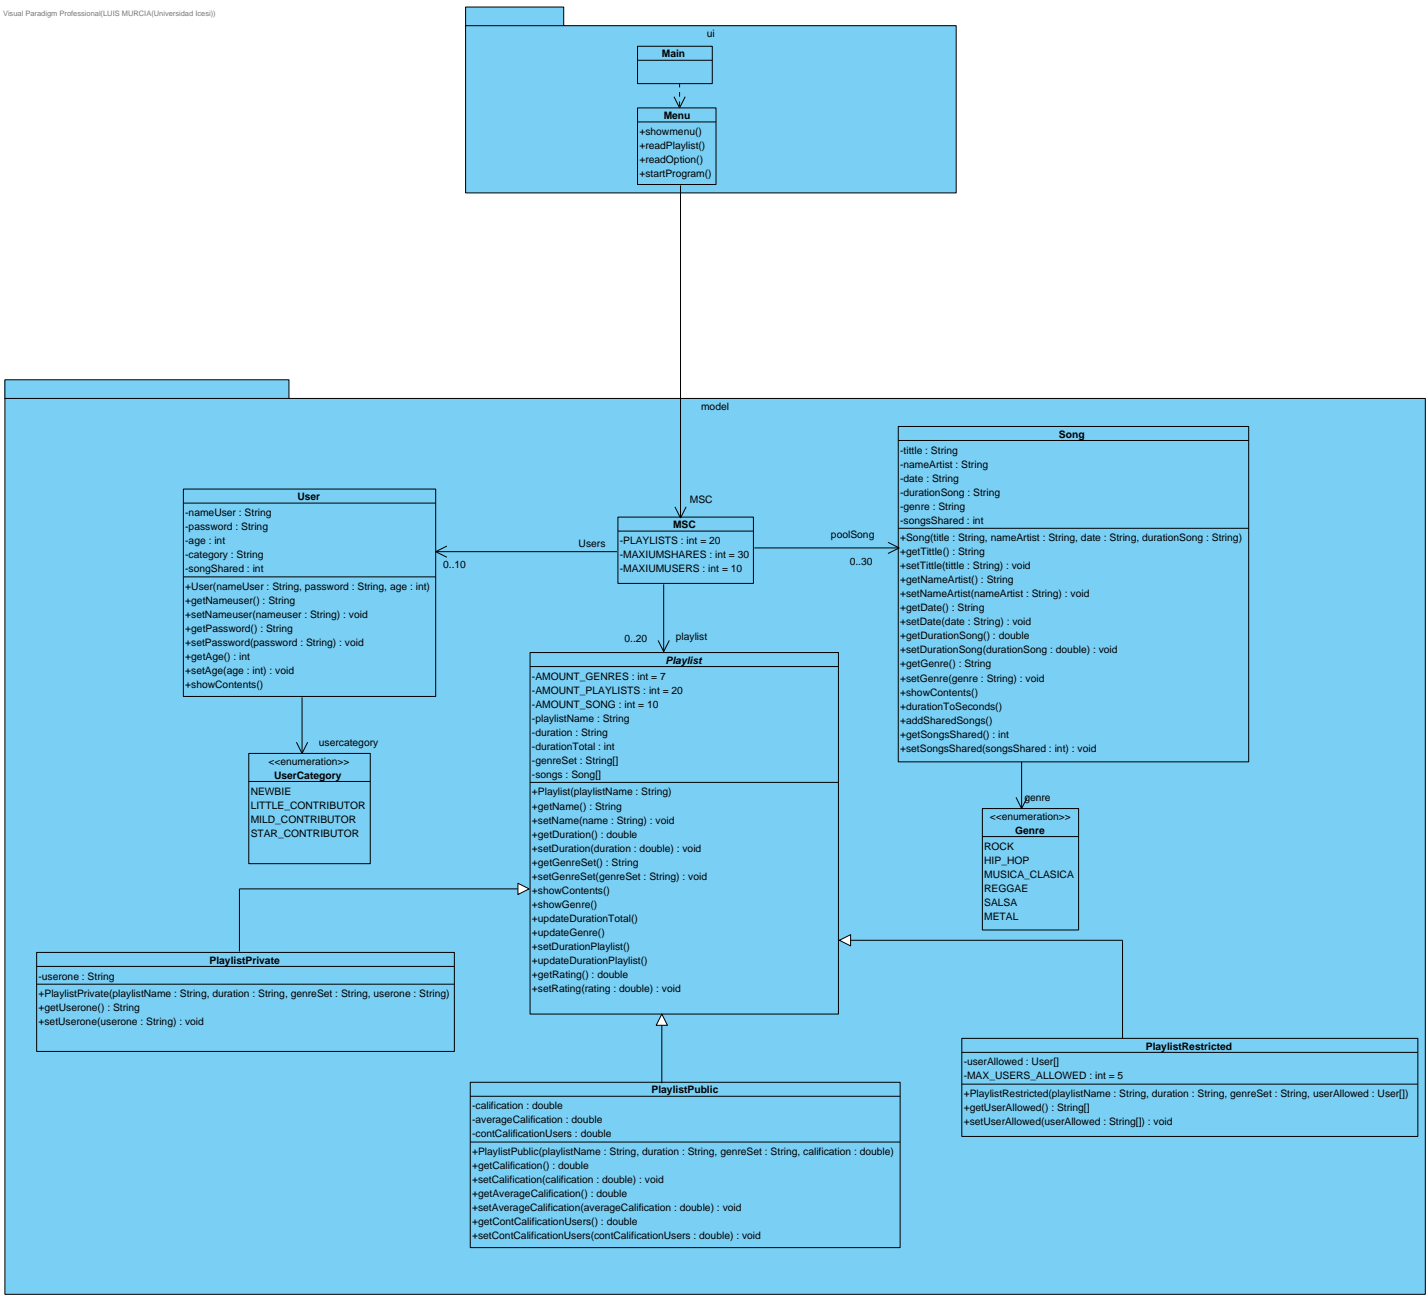 Visual Paradigm Professional(LUIS MURCIA(Universidad Icesi))
ui
Main
Menu
+showmenu()
+readPlaylist()
+readOption()
+startProgram()
model
MSC
MSC
-PLAYLISTS : int = 20
-MAXIUMSHARES : int = 30
-MAXIUMUSERS : int = 10
Users
0..10
poolSong
0..30
0..20
playlist
User
-nameUser : String
-password : String
-age : int
-category : String
-songShared : int
+User(nameUser : String, password : String, age : int)
+getNameuser() : String
+setNameuser(nameuser : String) : void
+getPassword() : String
+setPassword(password : String) : void
+getAge() : int
+setAge(age : int) : void
+showContents()
usercategory
<<enumeration>>
UserCategory
NEWBIE
LITTLE_CONTRIBUTOR
MILD_CONTRIBUTOR
STAR_CONTRIBUTOR
Song
-tittle : String
-nameArtist : String
-date : String
-durationSong : String
-genre : String
-songsShared : int
+Song(title : String, nameArtist : String, date : String, durationSong : String)
+getTittle() : String
+setTittle(tittle : String) : void
+getNameArtist() : String
+setNameArtist(nameArtist : String) : void
+getDate() : String
+setDate(date : String) : void
+getDurationSong() : double
+setDurationSong(durationSong : double) : void
+getGenre() : String
+setGenre(genre : String) : void
+showContents()
+durationToSeconds()
+addSharedSongs()
+getSongsShared() : int
+setSongsShared(songsShared : int) : void
genre
<<enumeration>>
Genre
ROCK
HIP_HOP
MUSICA_CLASICA
REGGAE
SALSA
METAL
Playlist
-AMOUNT_GENRES : int = 7
-AMOUNT_PLAYLISTS : int = 20
-AMOUNT_SONG : int = 10
-playlistName : String
-duration : String
-durationTotal : int
-genreSet : String[]
-songs : Song[]
+Playlist(playlistName : String)
+getName() : String
+setName(name : String) : void
+getDuration() : double
+setDuration(duration : double) : void
+getGenreSet() : String
+setGenreSet(genreSet : String) : void
+showContents()
+showGenre()
+updateDurationTotal()
+updateGenre()
+setDurationPlaylist()
+updateDurationPlaylist()
+getRating() : double
+setRating(rating : double) : void
PlaylistPrivate
-userone : String
+PlaylistPrivate(playlistName : String, duration : String, genreSet : String, userone : String)
+getUserone() : String
+setUserone(userone : String) : void
PlaylistPublic
-calification : double
-averageCalification : double
-contCalificationUsers : double
+PlaylistPublic(playlistName : String, duration : String, genreSet : String, calification : double)
+getCalification() : double
+setCalification(calification : double) : void
+getAverageCalification() : double
+setAverageCalification(averageCalification : double) : void
+getContCalificationUsers() : double
+setContCalificationUsers(contCalificationUsers : double) : void
PlaylistRestricted
-userAllowed : User[]
-MAX_USERS_ALLOWED : int = 5
+PlaylistRestricted(playlistName : String, duration : String, genreSet : String, userAllowed : User[])
+getUserAllowed() : String[]
+setUserAllowed(userAllowed : String[]) : void